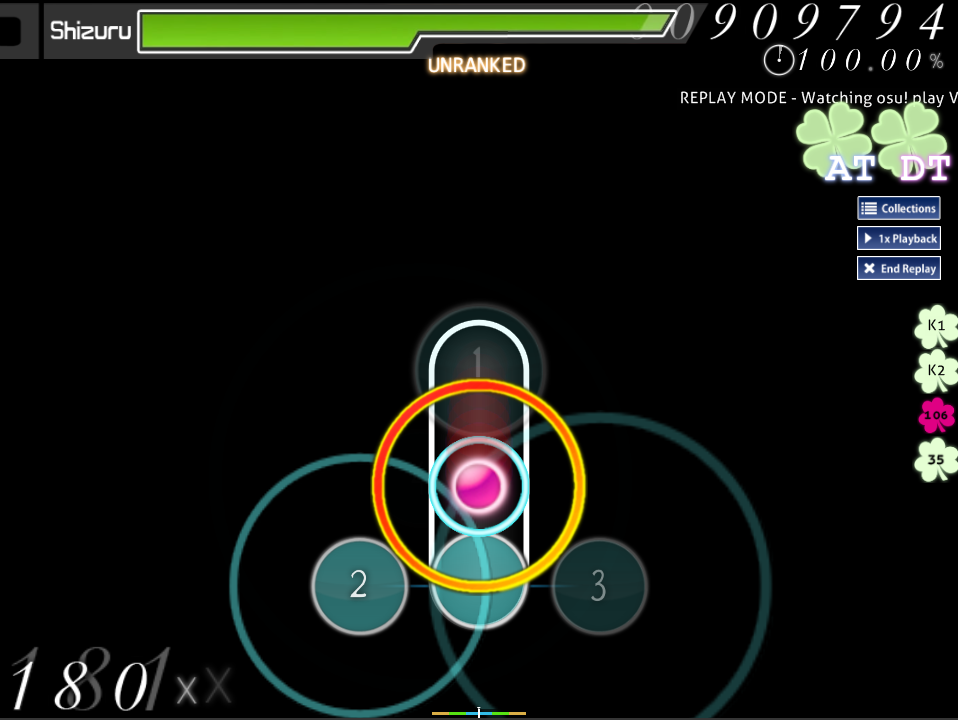 Shizuru
00909794
UNRANKED
100.00%
REPLAY MODE - Watching osu! play V
AT DT
Collections
1x Playback
End Replay
K1
K2
106
35
1
2
3
180x